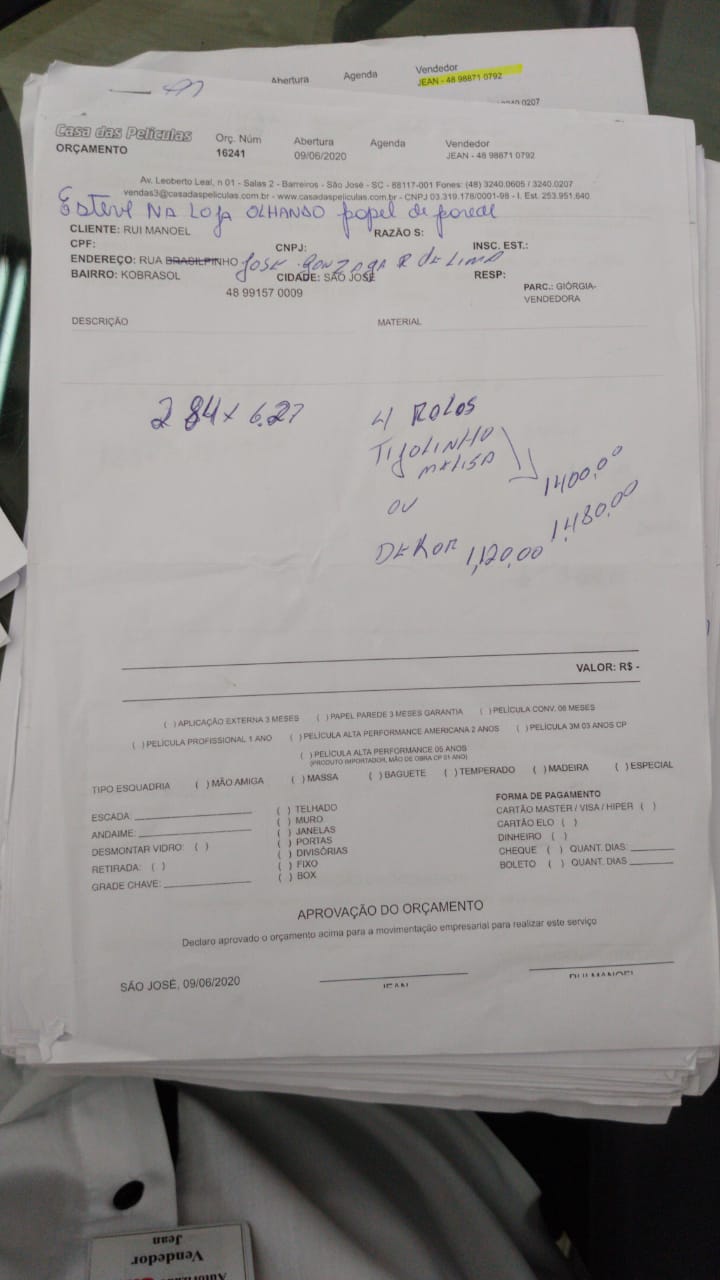 Abertura Agenda Vendedor
JEAN - 48 98871 0792
Casa das Películas
ORÇAMENTO
Orç. Núm Abertura Agenda Vendedor
16241 09/06/2020 JEAN - 48 98871 0792
Av. Leoberto Leal, n 01 - Salas 2 - Barreiros - São José - SC - 88117-001 Fones: (48) 3240.0605 / 3240.0207
vendas3@casadaspeliculas.com.br - www.casadaspeliculas.com.br - CNPJ 03.319.178/0001-98 - I. Est. 253.951.640
Esteve NA LOJA OLHANDO papel de
CLIENTE: RUI MANOEL RAZÃO S:
CPF: CNPJ: INSC. EST.:
ENDEREÇO: RUA BRASILPINHO JOSE GONZAGA DE LIMA
BAIRRO: KOBRASOL CIDADE: SÃO JOSÉ RESP:
48 99157 0009
PARC.: GIÓRGIA-
VENDEDORA
DESCRIÇÃO MATERIAL
2 84 x 6.27
4 ROLOS
TIJOLINHO
OU
1400,00
1.480,00
DEKOR 1,120,00
VALOR: R$ -
( ) APLICAÇÃO EXTERNA 3 MESES ( ) PAPEL PAREDE 3 MESES GARANTIA ( ) PELÍCULA CONV. 06 MESES
( ) PELÍCULA PROFISSIONAL 1 ANO ( ) PELÍCULA ALTA PERFORMANCE AMERICANA 2 ANOS ( ) PELÍCULA 3M 03 ANOS CP
( ) PELÍCULA ALTA PERFORMANCE 05 ANOS
(PRODUTO IMPORTADOR, MÃO DE OBRA CP 01 ANO)
TIPO ESQUADRIA ( ) MÃO AMIGA ( ) MASSA ( ) BAGUETE ( ) TEMPERADO ( ) MADEIRA ( ) ESPECIAL
ESCADA:
ANDAIME:
DESMONTAR VIDRO: ( )
RETIRADA: ( )
GRADE CHAVE:
( ) TELHADO
( ) MURO
( ) JANELAS
( ) PORTAS
( ) DIVISÓRIAS
( ) FIXO
( ) BOX
FORMA DE PAGAMENTO
CARTÃO MASTER / VISA / HIPER ( )
CARTÃO ELO ( )
DINHEIRO ( )
CHEQUE ( ) QUANT. DIAS:
BOLETO ( ) QUANT. DIAS
APROVAÇÃO DO ORÇAMENTO
Declaro aprovado o orçamento acima para a movimentação empresarial para realizar este serviço
SÃO JOSÉ, 09/06/2020
JEAN
RUI MANOEL
Jean
Vendedor